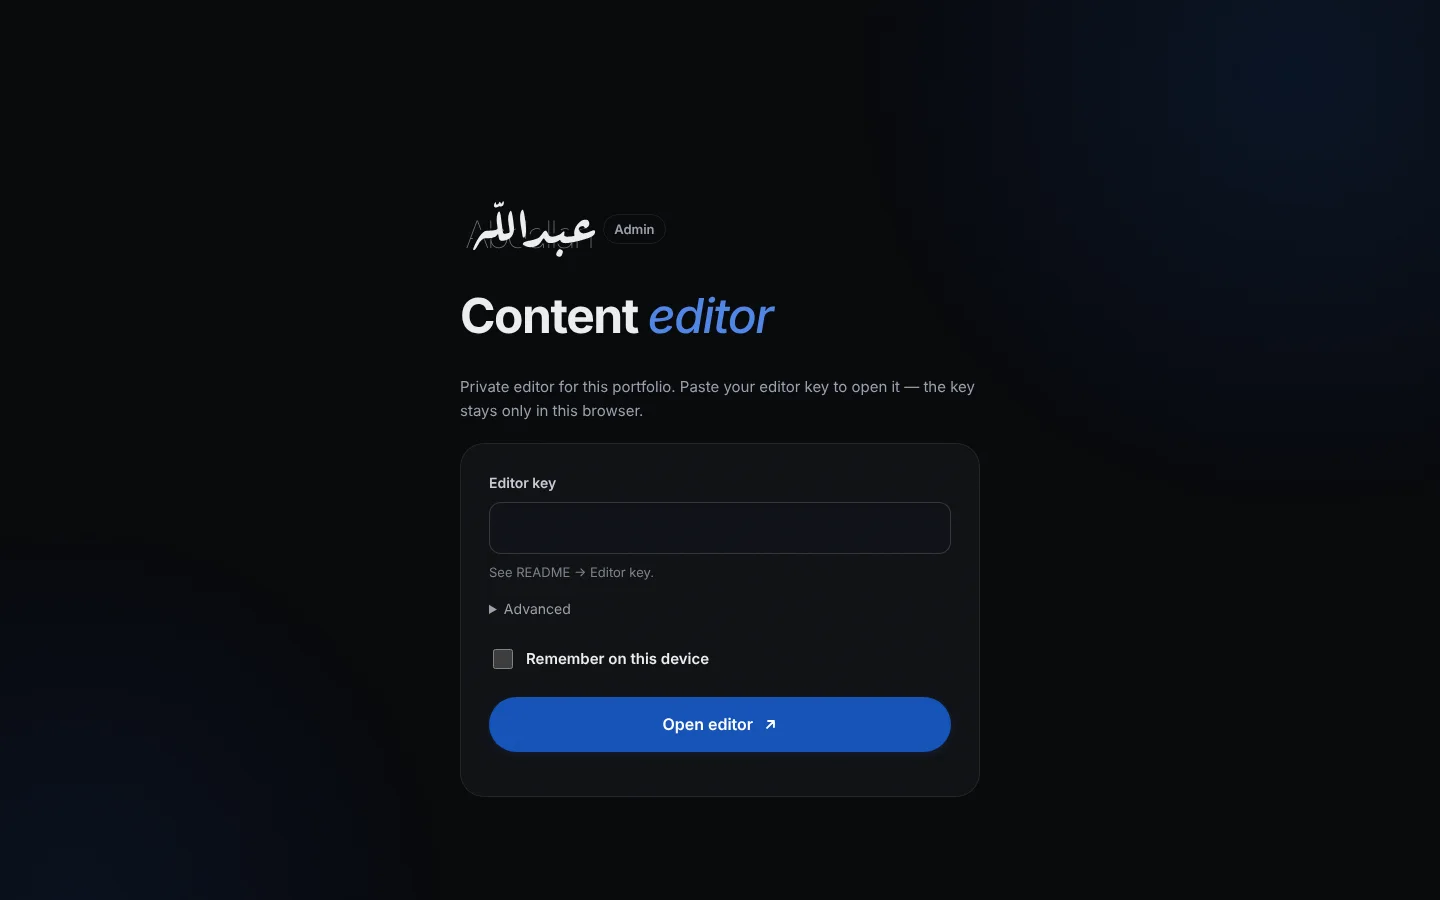 عبدالله
Abdallah
Admin
Content editor
Private editor for this portfolio. Paste your editor key to open it — the key
stays only in this browser.
Editor key
See README → Editor key.
Advanced
Remember on this device
Open editor ↗